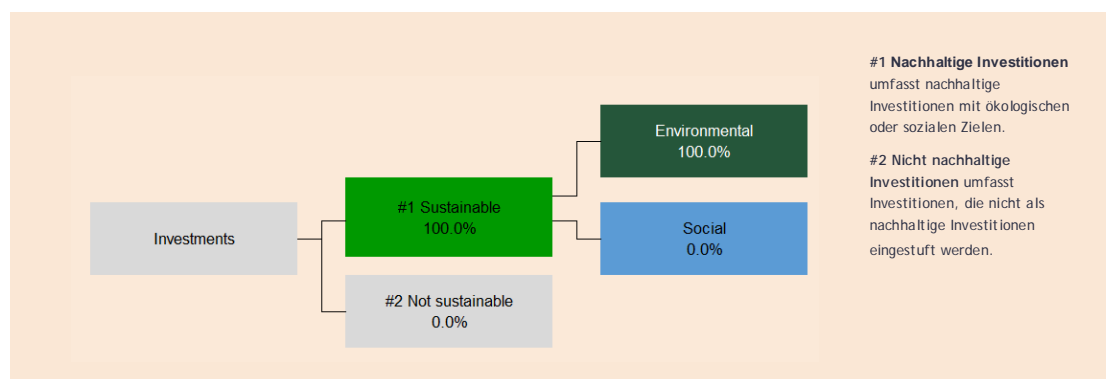 Investments
#1 Sustainable
100.0%
#2 Not sustainable
0.0%
Environmental
100.0%
Social
0.0%
#1 Nachhaltige Investitionen
umfasst nachhaltige
Investitionen mit ökologischen
oder sozialen Zielen.
#2 Nicht nachhaltige
Investitionen umfasst
Investitionen, die nicht als
nachhaltige Investitionen
eingestuft werden.